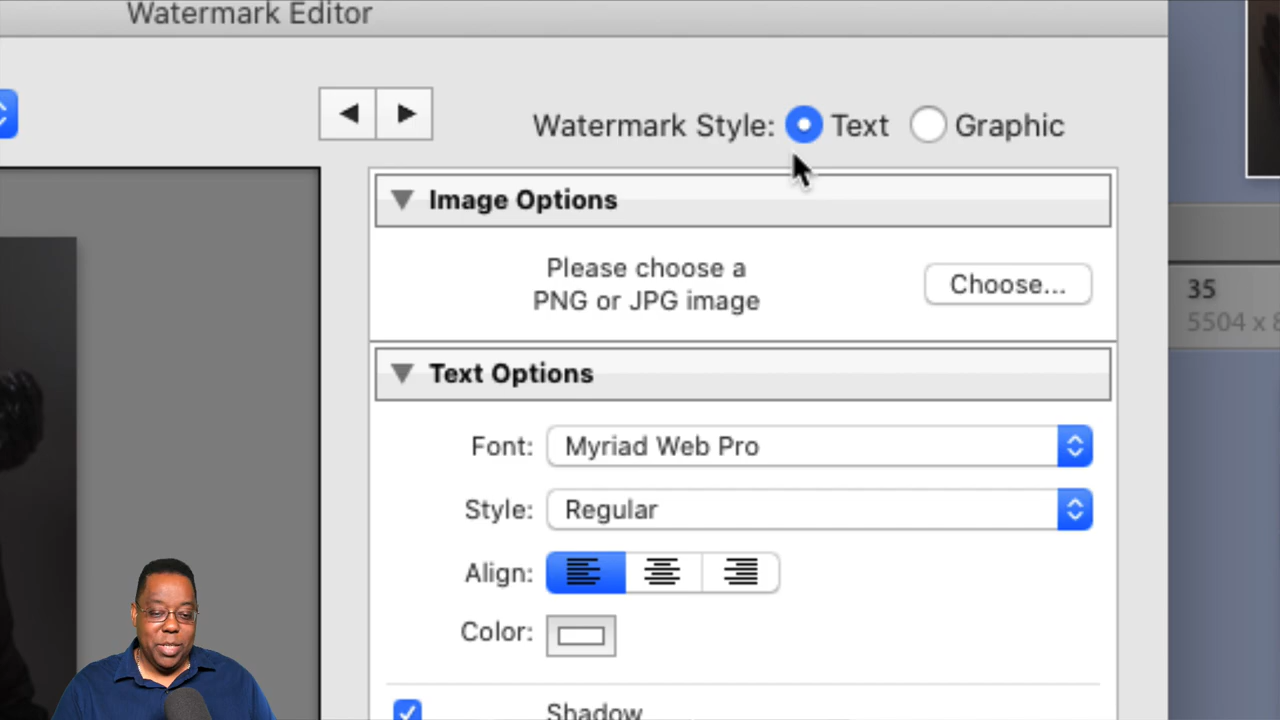 Watermark Editor
Watermark Style: Text Graphic
Image Options
Please choose a
PNG or JPG image
Choose...
35
5504 x
Text Options
Font: Myriad Web Pro
Style: Regular
Align:
Color:
Shadow